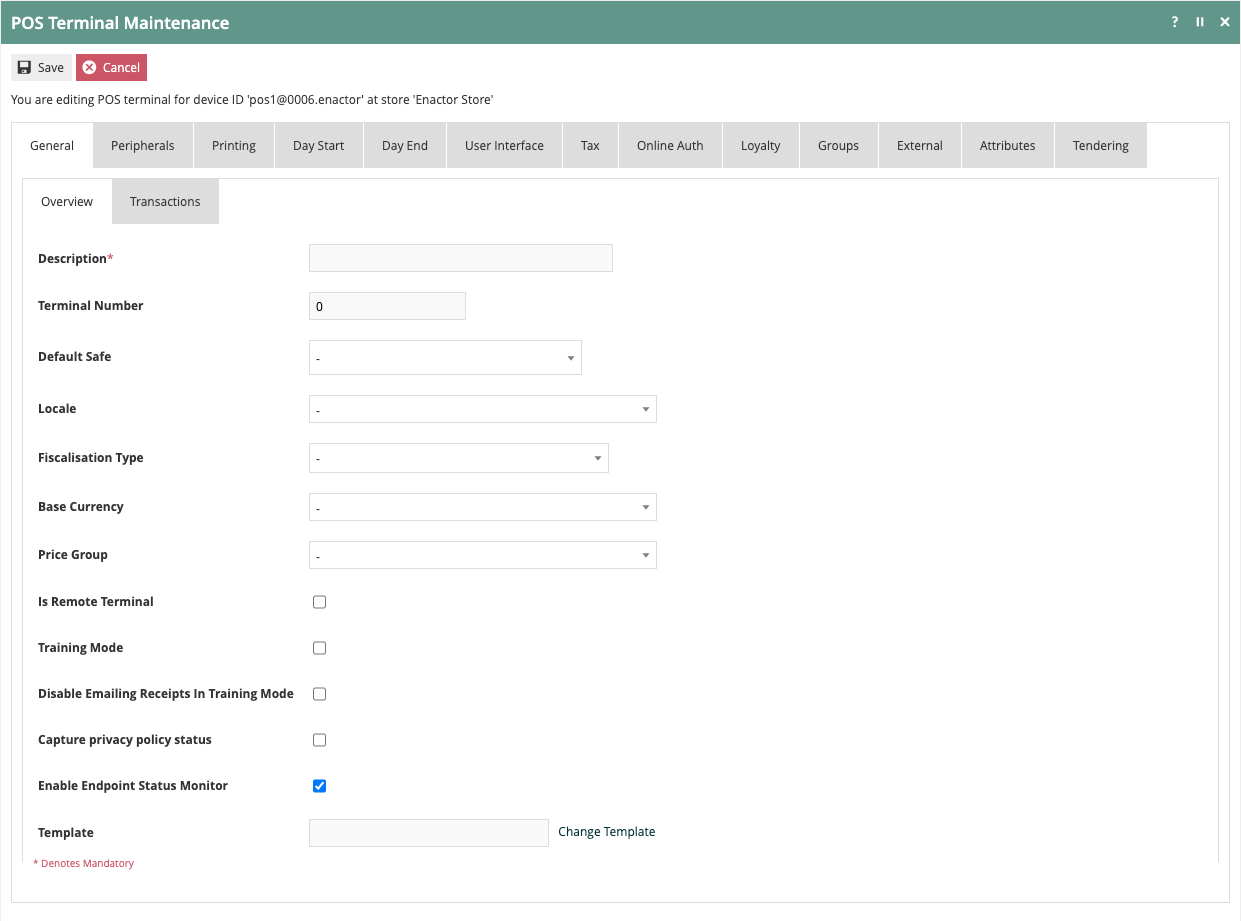 POS Terminal Maintenance
Save Cancel
You are editing POS terminal for device ID 'pos1@0006.enactor' at store 'Enactor Store'
General Peripherals Printing Day Start Day End User Interface Tax Online Auth Loyalty Groups External Attributes Tendering
Overview Transactions
Description*
Terminal Number 0
Default Safe -
Locale -
Fiscalisation Type -
Base Currency -
Price Group -
Is Remote Terminal
Training Mode
Disable Emailing Receipts In Training Mode
Capture privacy policy status
Enable Endpoint Status Monitor
Template Change Template
* Denotes Mandatory